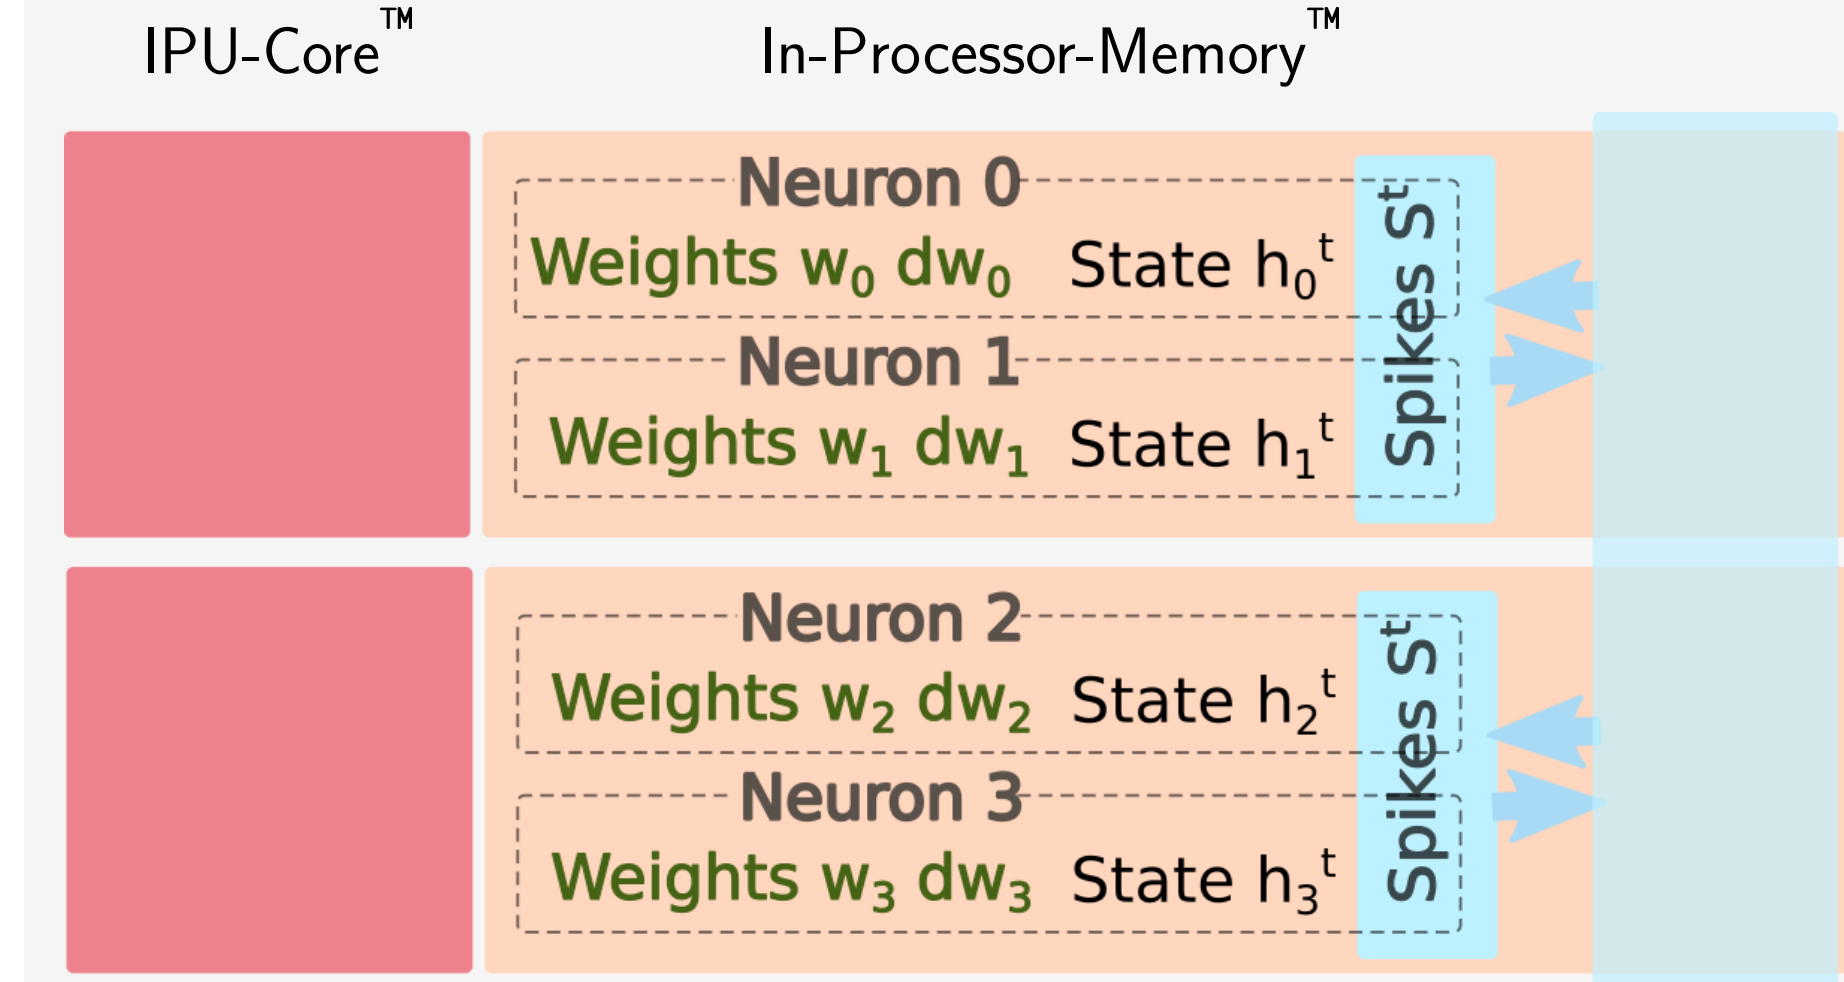 IPU-Core™ In-Processor-Memory™
Neuron 0
Weights w₀ dw₀ State h₀ᵗ
Neuron 1
Weights w₁ dw₁ State h₁ᵗ
Spikes Sᵗ
Neuron 2
Weights w₂ dw₂ State h₂ᵗ
Neuron 3
Weights w₃ dw₃ State h₃ᵗ
Spikes Sᵗ